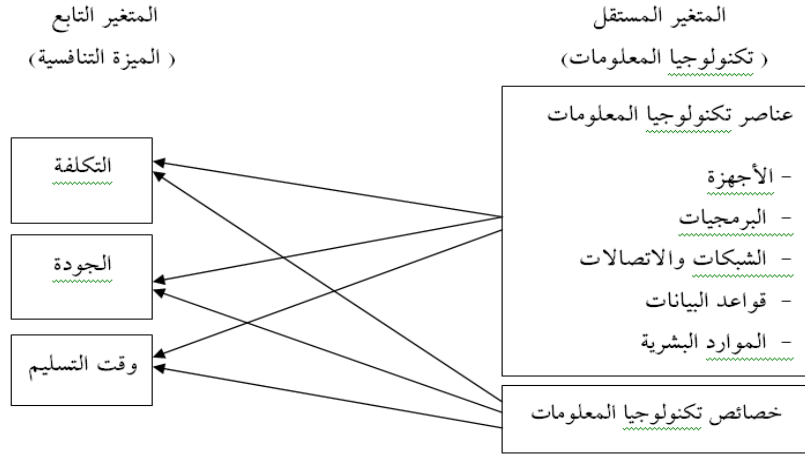 المتغير المستقل
( تكنولوجيا المعلومات)
عناصر تكنولوجيا المعلومات
- الأجهزة
- البرمجيات
- الشبكات والاتصالات
- قواعد البيانات
- الموارد البشرية
خصائص تكنولوجيا المعلومات
المتغير التابع
( الميزة التنافسية)
التكلفة
الجودة
وقت التسليم